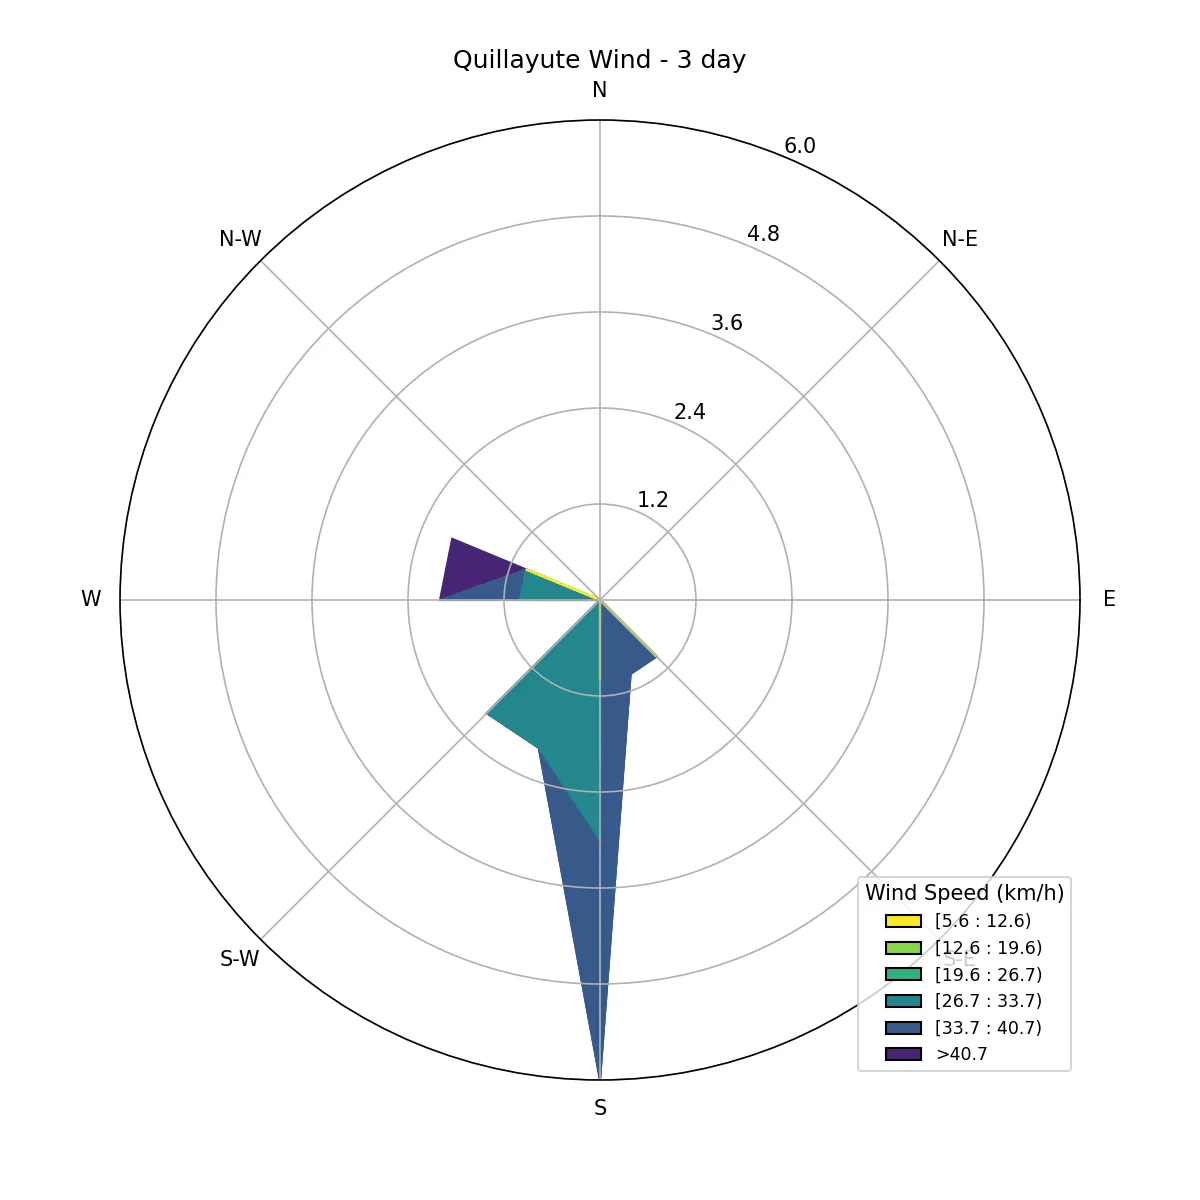 Quillayute Wind - 3 day
N
6.0
N-W
N-E
4.8
3.6
2.4
1.2
W
E
S-W
S-E
Wind Speed (km/h)
[5.6 : 12.6)
[12.6 : 19.6)
[19.6 : 26.7)
[26.7 : 33.7)
[33.7 : 40.7)
>40.7
S